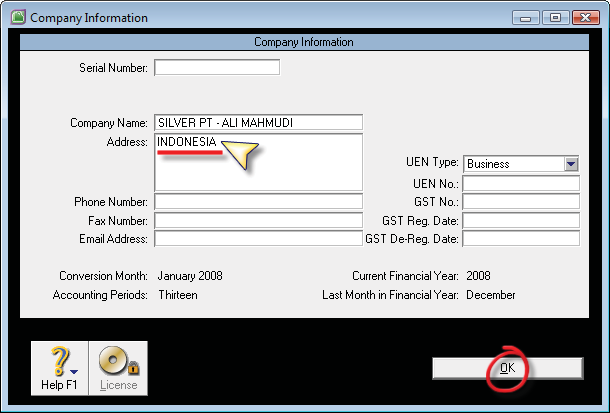 Company Information
Company Information
Serial Number:
Company Name: SILVER PT - ALI MAHMUDI
Address: INDONESIA
UEN Type: Business
UEN No.:
Phone Number: GST No.:
Fax Number: GST Reg. Date:
Email Address: GST De-Reg. Date:
Conversion Month: January 2008 Current Financial Year: 2008
Accounting Periods: Thirteen Last Month in Financial Year: December
Help F1 License OK